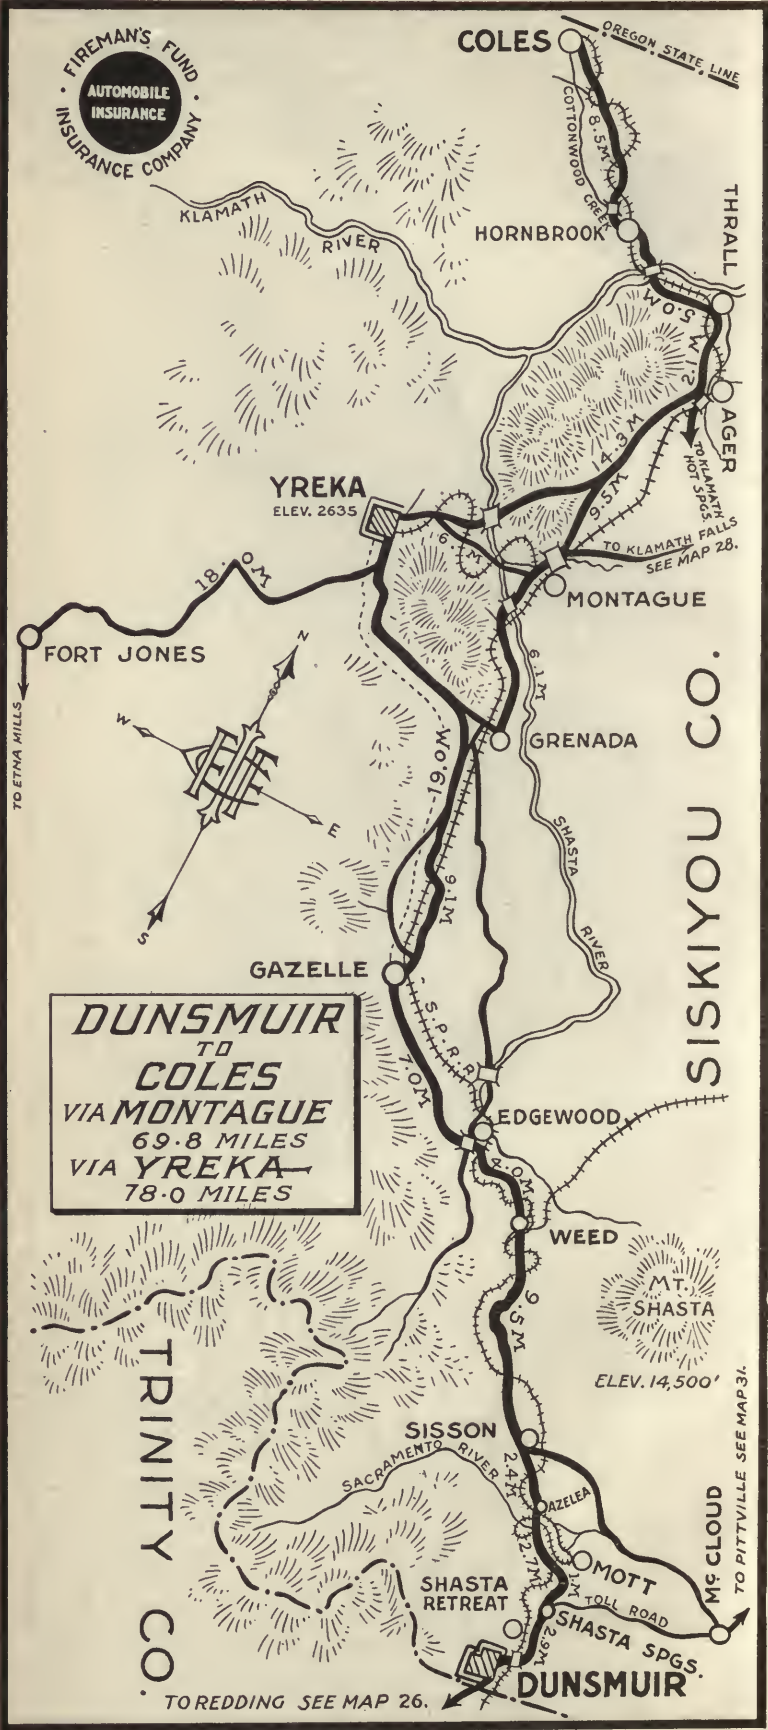 FIREMAN'S FUND
INSURANCE COMPANY
AUTOMOBILE
INSURANCE
COLES
OREGON STATE LINE
COTTONWOOD CREEK
8.5M
KLAMATH
RIVER
HORNBROOK
THRALL
5.0M
2.1 M
AGER
14.3 M
9.5M
TO KLAMATH
HOT SPGS.
YREKA
ELEV. 2635
TO KLAMATH FALLS
SEE MAP 28.
18.0M
MONTAGUE
FORT JONES
TO ETNA MILLS
N
W
E
S
6.1M
GRENADA
19.0M
SHASTA
RIVER
SISKIYOU CO.
9.1M
GAZELLE
S.P.R.R.
7.0M
DUNSMUIR
TO
COLES
VIA MONTAGUE
69.8 MILES
VIA YREKA
78.0 MILES
EDGEWOOD
4.0M
WEED
MT.
SHASTA
ELEV. 14,500'
9.5M
TRINITY CO.
SISSON
SACRAMENTO RIVER
2.4M
AZELEA
2.7M
MOTT
.1M
McCLOUD
TO PITTVILLE SEE MAP 31.
SHASTA
RETREAT
TOLL ROAD
SHASTA SPGS.
2.9M
DUNSMUIR
TO REDDING SEE MAP 26.